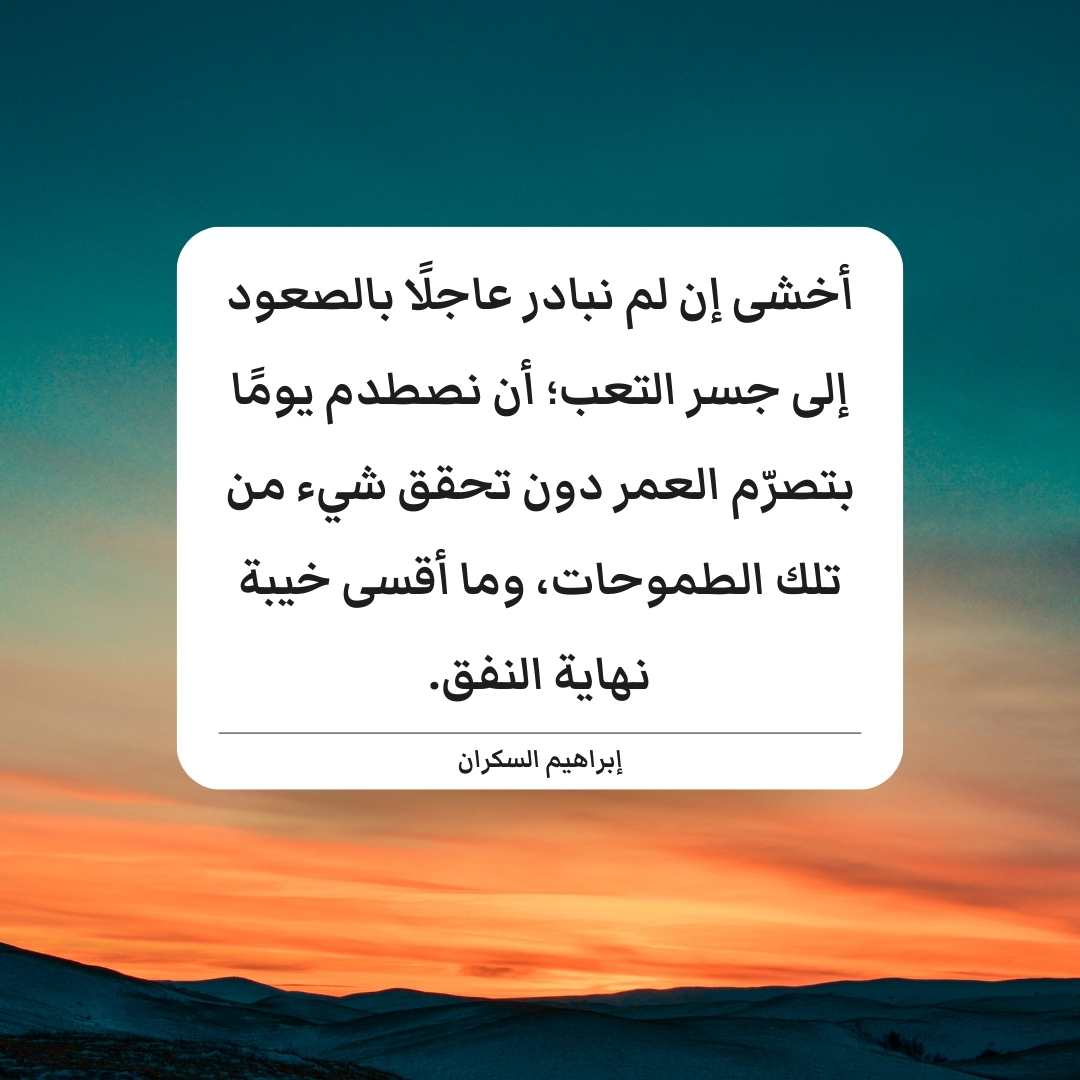 أخشى إن لم نبادر عاجلًا بالصعود
إلى جسر التعب؛ أن نصطدم يومًا
بتصرّم العمر دون تحقق شيء من
تلك الطموحات، وما أقسى خيبة
نهاية النفق.
إبراهيم السكران